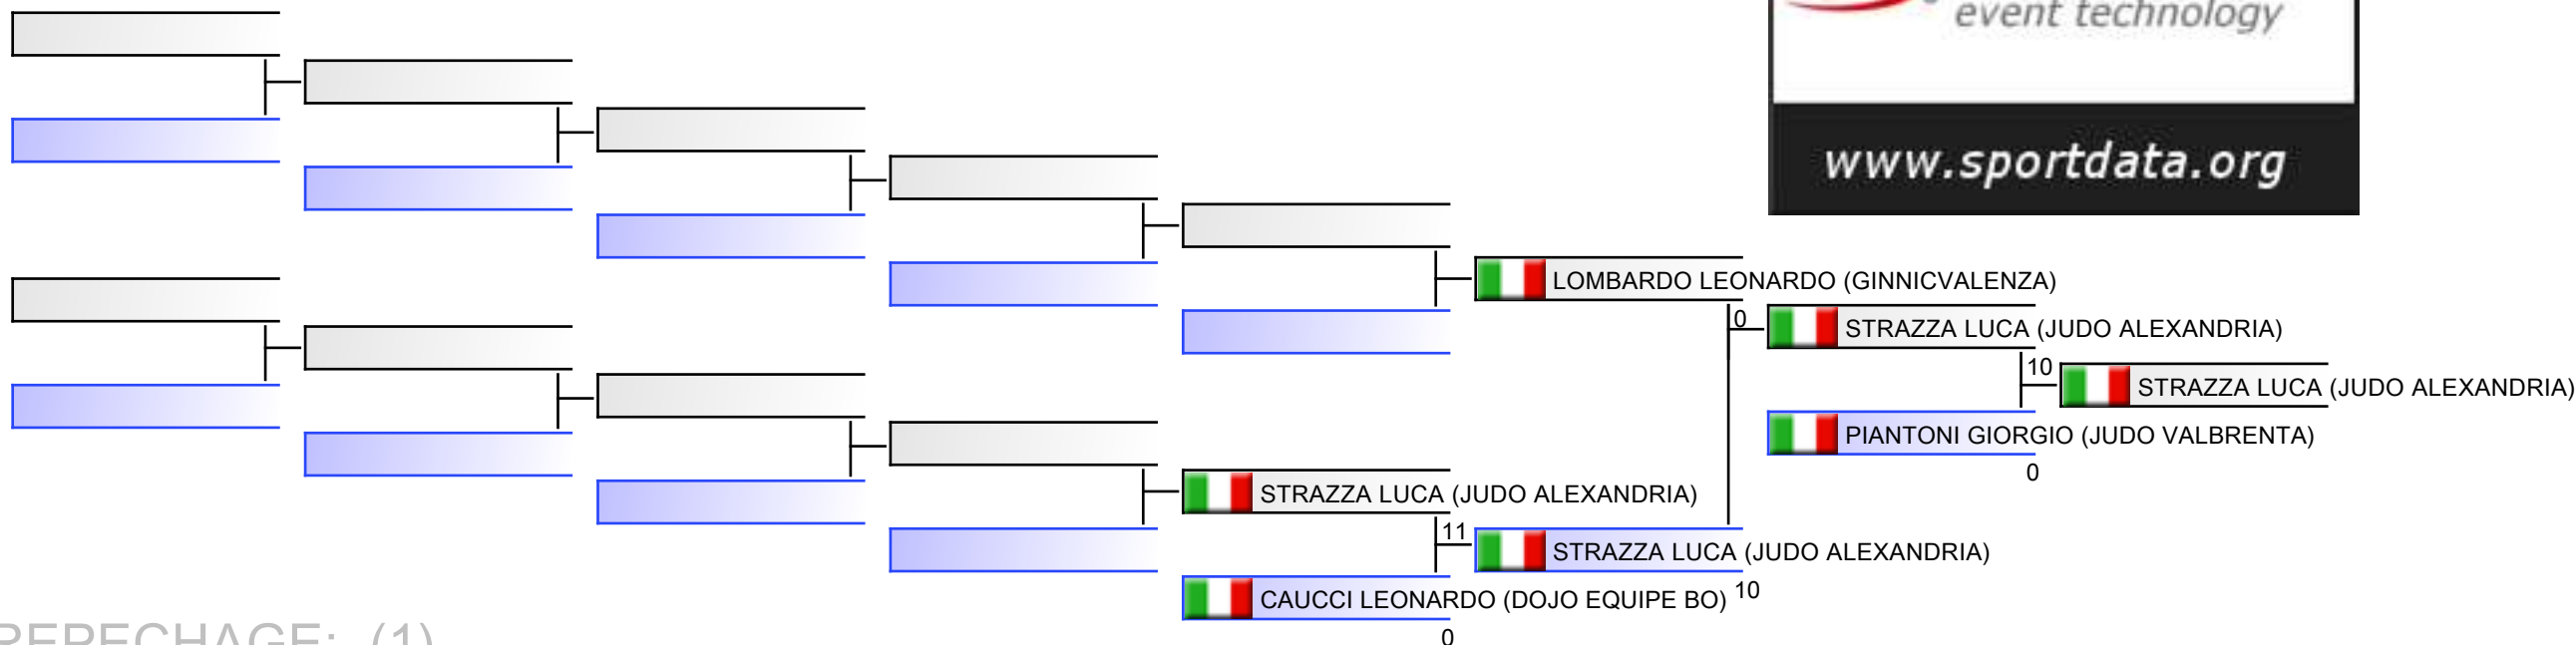 event technology
www.sportdata.org
LOMBARDO LEONARDO (GINNICVALENZA)
0
STRAZZA LUCA (JUDO ALEXANDRIA)
10
STRAZZA LUCA (JUDO ALEXANDRIA)
PIANTONI GIORGIO (JUDO VALBRENTA)
0
STRAZZA LUCA (JUDO ALEXANDRIA)
11
STRAZZA LUCA (JUDO ALEXANDRIA)
10
CAUCCI LEONARDO (DOJO EQUIPE BO)
0
REPECHAGE: (1)